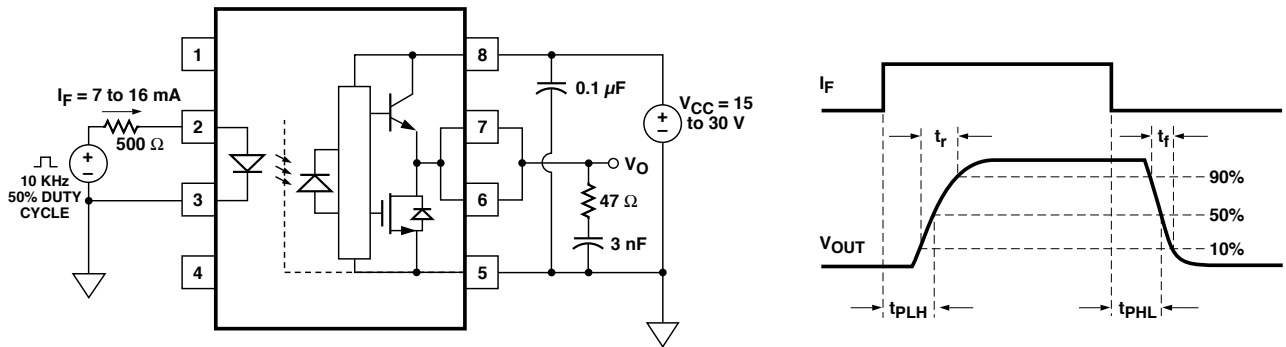 1
8
I_F = 7 to 16 mA
0.1 µF
V_CC = 15
to 30 V
+
–
2
7
500 Ω
+
–
V_O
10 KHz
50% DUTY
CYCLE
3
6
47 Ω
3 nF
4
5
I_F
t_r
t_f
90%
50%
V_OUT
10%
t_PLH
t_PHL